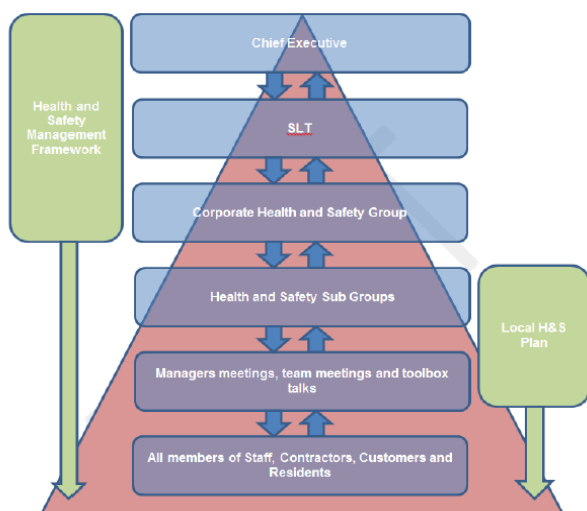 Chief Executive
Health and
Safety
Management
Framework
SLT
Corporate Health and Safety Group
Health and Safety Sub Groups
Local H&S
Plan
Managers meetings, team meetings and toolbox
talks
All members of Staff, Contractors, Customers and
Residents